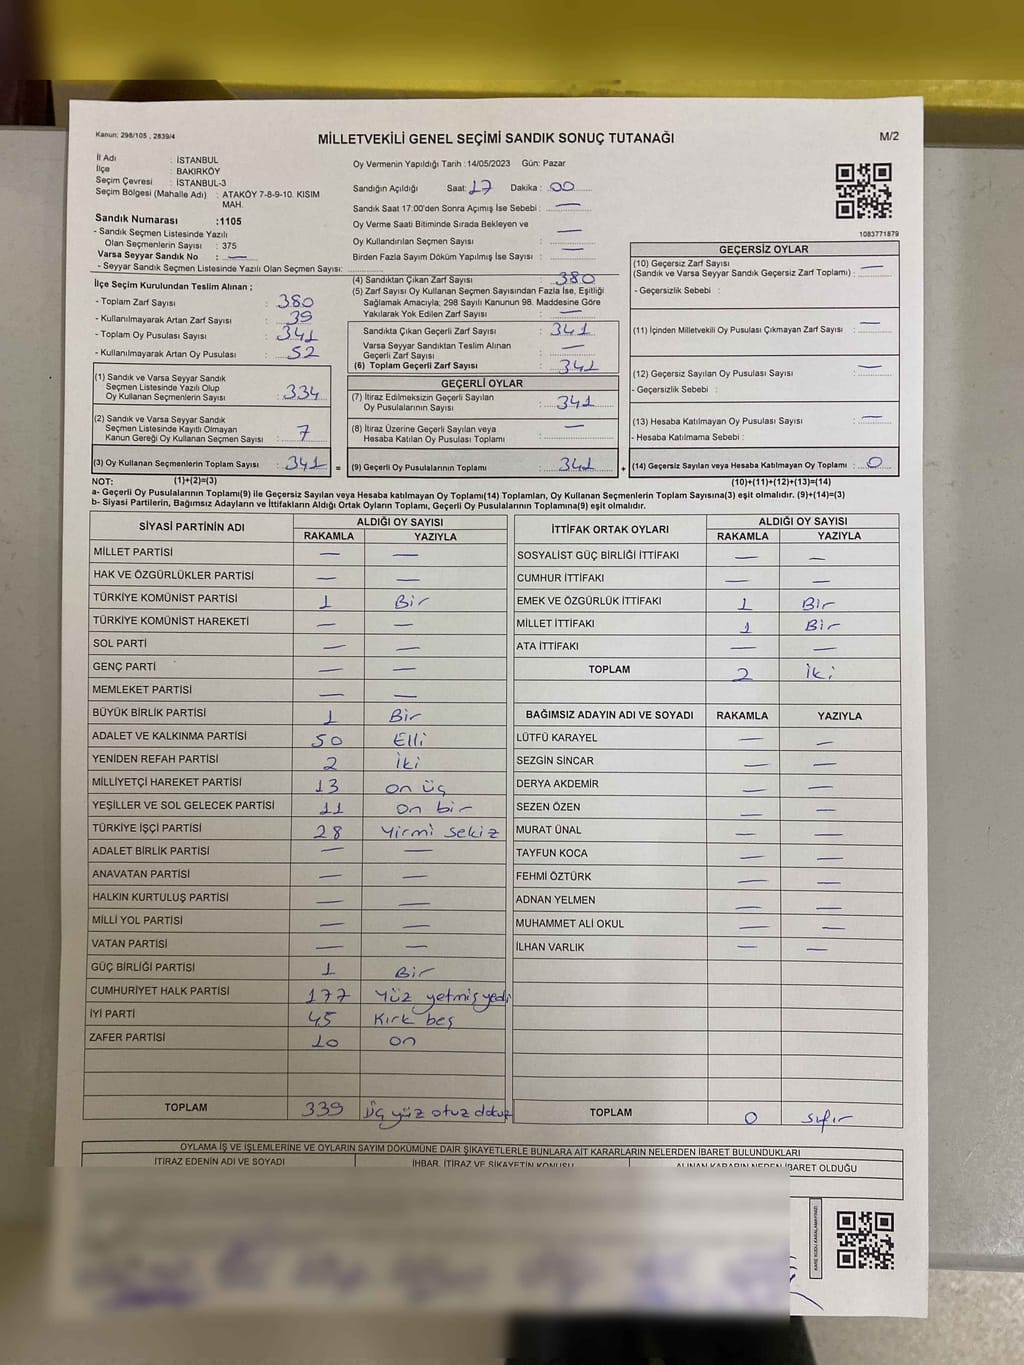 Kanun: 298/105 , 2839/4
MİLLETVEKİLİ GENEL SEÇİMİ SANDIK SONUÇ TUTANAĞI
M/2
İl Adı : İSTANBUL
İlçe : BAKIRKÖY
Seçim Çevresi : İSTANBUL-3
Seçim Bölgesi (Mahalle Adı) : ATAKÖY 7-8-9-10. KISIM
MAH.
Sandık Numarası :1105
- Sandık Seçmen Listesinde Yazılı
Olan Seçmenlerin Sayısı : 375
Varsa Seyyar Sandık No : —
- Seyyar Sandık Seçmen Listesinde Yazılı Olan Seçmen Sayısı:
Oy Vermenin Yapıldığı Tarih :14/05/2023 Gün: Pazar
Sandığın Açıldığı Saat: 17 Dakika : 00
Sandık Saat 17:00'den Sonra Açımış İse Sebebi : —
Oy Verme Saati Bitiminde Sırada Bekleyen ve
Oy Kullandırılan Seçmen Sayısı : —
Birden Fazla Sayım Döküm Yapılmış İse Sayısı : —
1083771879
İlçe Seçim Kurulundan Teslim Alınan ;
- Toplam Zarf Sayısı : 380
- Kullanılmayarak Artan Zarf Sayısı : 39
- Toplam Oy Pusulası Sayısı : 341
- Kullanılmayarak Artan Oy Pusulası : 52
(1) Sandık ve Varsa Seyyar Sandık
Seçmen Listesinde Yazılı Olup
Oy Kullanan Seçmenlerin Sayısı : 334
(2) Sandık ve Varsa Seyyar Sandık
Seçmen Listesinde Kayıtlı Olmayan
Kanun Gereği Oy Kullanan Seçmen Sayısı : 7
(3) Oy Kullanan Seçmenlerin Toplam Sayısı : 341 =
(4) Sandıktan Çıkan Zarf Sayısı : 380
(5) Zarf Sayısı Oy Kullanan Seçmen Sayısından Fazla İse, Eşitliği
Sağlamak Amacıyla; 298 Sayılı Kanunun 98. Maddesine Göre
Yakılarak Yok Edilen Zarf Sayısı : —
Sandıkta Çıkan Geçerli Zarf Sayısı : 341
Varsa Seyyar Sandıktan Teslim Alınan
Geçerli Zarf Sayısı : —
(6) Toplam Geçerli Zarf Sayısı : 341
GEÇERLİ OYLAR
(7) İtiraz Edilmeksizin Geçerli Sayılan
Oy Pusulalarının Sayısı : 341
(8) İtiraz Üzerine Geçerli Sayılan veya
Hesaba Katılan Oy Pusulası Toplamı : —
(9) Geçerli Oy Pusulalarının Toplamı : 341 +
GEÇERSİZ OYLAR
(10) Geçersiz Zarf Sayısı
(Sandık ve Varsa Seyyar Sandık Geçersiz Zarf Toplamı) : —
- Geçersizlik Sebebi :
(11) İçinden Milletvekili Oy Pusulası Çıkmayan Zarf Sayısı : —
(12) Geçersiz Sayılan Oy Pusulası Sayısı : —
- Geçersizlik Sebebi :
(13) Hesaba Katılmayan Oy Pusulası Sayısı : —
- Hesaba Katılmama Sebebi :
(14) Geçersiz Sayılan veya Hesaba Katılmayan Oy Toplamı : 0
NOT: (1)+(2)=(3)
(10)+(11)+(12)+(13)=(14)
a- Geçerli Oy Pusulalarının Toplamı(9) ile Geçersiz Sayılan veya Hesaba katılmayan Oy Toplamı(14) Toplamları, Oy Kullanan Seçmenlerin Toplam Sayısına(3) eşit olmalıdır. (9)+(14)=(3)
b- Siyasi Partilerin, Bağımsız Adayların ve İttifakların Aldığı Ortak Oyların Toplamı, Geçerli Oy Pusulalarının Toplamına(9) eşit olmalıdır.
SİYASİ PARTİNİN ADI ALDIĞI OY SAYISI
RAKAMLA YAZIYLA
MİLLET PARTİSİ — —
HAK VE ÖZGÜRLÜKLER PARTİSİ — —
TÜRKİYE KOMÜNİST PARTİSİ 1 Bir
TÜRKİYE KOMÜNİST HAREKETİ — —
SOL PARTİ — —
GENÇ PARTİ — —
MEMLEKET PARTİSİ — —
BÜYÜK BİRLİK PARTİSİ 1 Bir
ADALET VE KALKINMA PARTİSİ 50 Elli
YENİDEN REFAH PARTİSİ 2 İki
MİLLİYETÇİ HAREKET PARTİSİ 13 on üç
YEŞİLLER VE SOL GELECEK PARTİSİ 11 on bir
TÜRKİYE İŞÇİ PARTİSİ 28 Yirmi sekiz
ADALET BİRLİK PARTİSİ — —
ANAVATAN PARTİSİ — —
HALKIN KURTULUŞ PARTİSİ — —
MİLLİ YOL PARTİSİ — —
VATAN PARTİSİ — —
GÜÇ BİRLİĞİ PARTİSİ 1 Bir
CUMHURİYET HALK PARTİSİ 177 Yüz yetmiş yedi
İYİ PARTİ 45 Kırk beş
ZAFER PARTİSİ 10 on
TOPLAM 339 Üç yüz otuz dokuz
İTTİFAK ORTAK OYLARI ALDIĞI OY SAYISI
RAKAMLA YAZIYLA
SOSYALİST GÜÇ BİRLİĞİ İTTİFAKI — —
CUMHUR İTTİFAKI — —
EMEK VE ÖZGÜRLÜK İTTİFAKI 1 Bir
MİLLET İTTİFAKI 1 Bir
ATA İTTİFAKI — —
TOPLAM 2 İki
BAĞIMSIZ ADAYIN ADI VE SOYADI RAKAMLA YAZIYLA
LÜTFÜ KARAYEL — —
SEZGİN SİNCAR — —
DERYA AKDEMİR — —
SEZEN ÖZEN — —
MURAT ÜNAL — —
TAYFUN KOCA — —
FEHMİ ÖZTÜRK — —
ADNAN YELMEN — —
MUHAMMET ALİ OKUL — —
İLHAN VARLIK — —
TOPLAM 0 sıfır
OYLAMA İŞ VE İŞLEMLERİNE VE OYLARIN SAYIM DÖKÜMÜNE DAİR ŞİKAYETLERLE BUNLARA AİT KARARLARIN NELERDEN İBARET BULUNDUKLARI
İTİRAZ EDENİN ADI VE SOYADI İHBAR, İTİRAZ VE ŞİKAYETİN KONUSU ALINAN KARARIN NEDEN İBARET OLDUĞU
KARE KODU KARALAMAYINIZ!